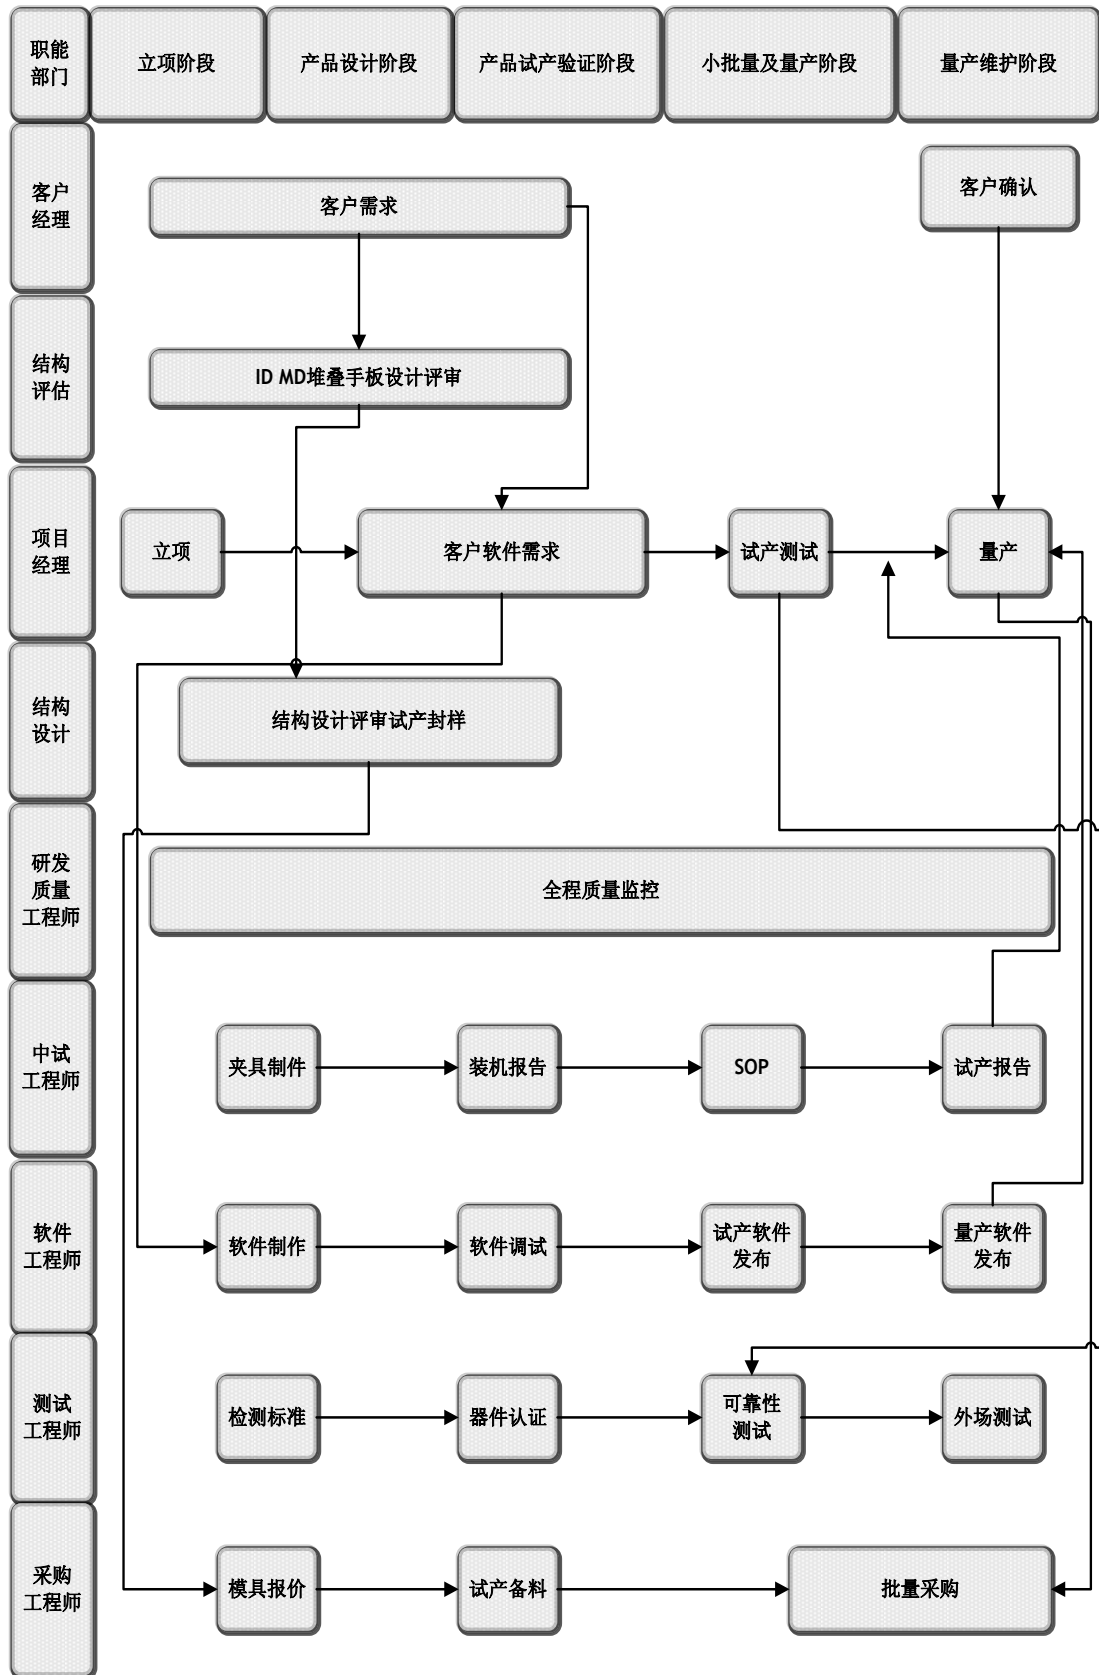 职能
部门
立项阶段
产品设计阶段
产品试产验证阶段
小批量及量产阶段
量产维护阶段
客户
经理
客户需求
客户确认
结构
评估
ID MD堆叠手板设计评审
项目
经理
立项
客户软件需求
试产测试
量产
结构
设计
结构设计评审试产封样
研发
质量
工程师
全程质量监控
中试
工程师
夹具制件
装机报告
SOP
试产报告
软件
工程师
软件制作
软件调试
试产软件
发布
量产软件
发布
测试
工程师
检测标准
器件认证
可靠性
测试
外场测试
采购
工程师
模具报价
试产备料
批量采购